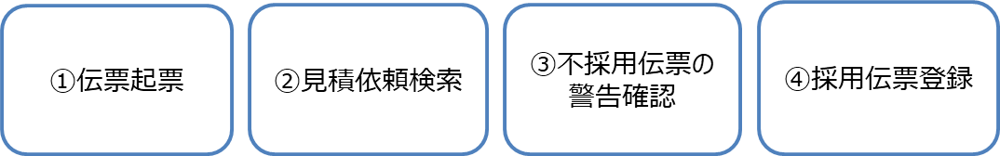 ①伝票起票
②見積依頼検索
③不採用伝票の
警告確認
④採用伝票登録